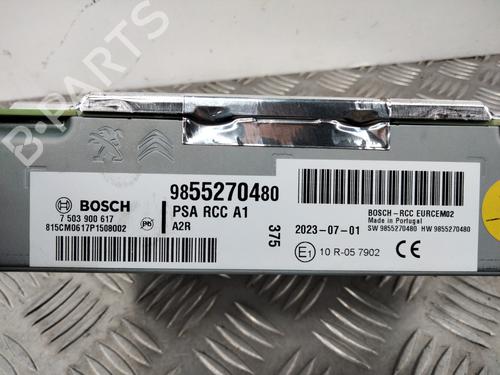 B-PARTS
BOSCH
7 503 900 617
815CM0617P1508002
9855270480
PSA RCC A1
A2R
375
BOSCH-RCC EURCEM02
Made in Portugal
SW 9855270480 HW 9855270480
2023-07-01
E1 10 R-05 7902
CE